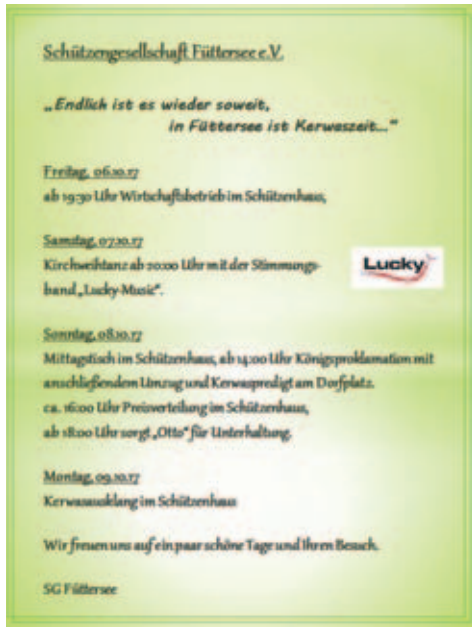 Schützengesellschaft Füttersee e.V.
„Endlich ist es wieder soweit,
in Füttersee ist Kerwaszeit..."
Freitag, 06.10.17
ab 19:30 Uhr Wirtschaftsbetrieb im Schützenhaus,
Samstag, 07.10.17
Kirchweihtanz ab 20:00 Uhr mit der Stimmungs-
band „Lucky-Music".
Lucky
Sonntag, 08.10.17
Mittagstisch im Schützenhaus, ab 14:00 Uhr Königsproklamation mit
anschließendem Umzug und Kerwaspredigt am Dorfplatz.
ca. 16:00 Uhr Preisverteilung im Schützenhaus,
ab 18:00 Uhr sorgt „Otto" für Unterhaltung.
Montag, 09.10.17
Kerwasausklang im Schützenhaus
Wir freuen uns auf ein paar schöne Tage und Ihren Besuch.
SG Füttersee